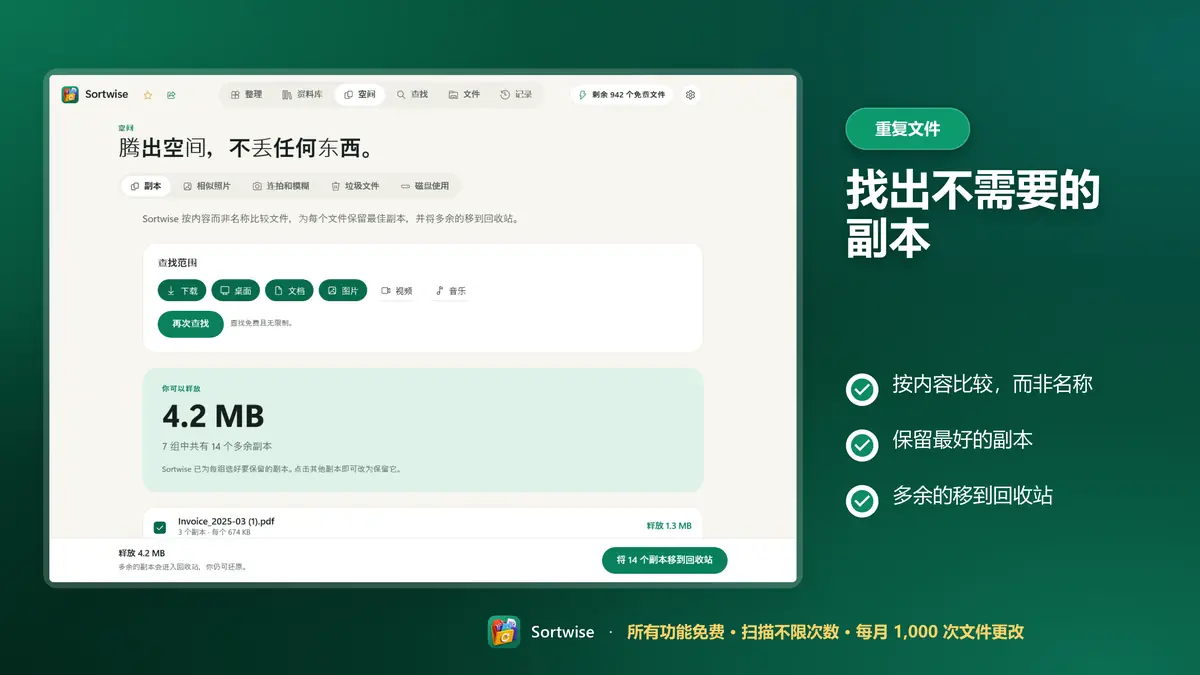 Sortwise
整理
资料库
空间
查找
文件
记录
剩余 942 个免费文件
空间
腾出空间，不丢任何东西。
副本
相似照片
连拍和模糊
垃圾文件
磁盘使用
Sortwise 按内容而非名称比较文件，为每个文件保留最佳副本，并将多余的移到回收站。
查找范围
下载
桌面
文档
图片
视频
音乐
再次查找
查找免费且无限制。
你可以释放
4.2 MB
7 组中共有 14 个多余副本
Sortwise 已为每组选好要保留的副本。点击其他副本即可改为保留它。
Invoice_2025-03 (1).pdf
3 个副本 · 每个 674 KB
释放 1.3 MB
释放 4.2 MB
多余的副本会进入回收站，你仍可还原。
将 14 个副本移到回收站
重复文件
找出不需要的
副本
按内容比较，而非名称
保留最好的副本
多余的移到回收站
Sortwise · 所有功能免费 • 扫描不限次数 • 每月 1,000 次文件更改